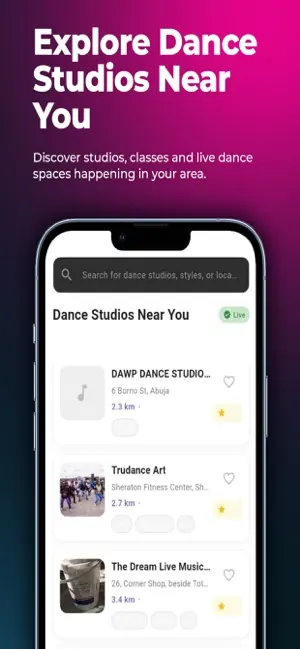 Explore Dance
Studios Near
You
Discover studios, classes and live dance
spaces happening in your area.
Search for dance studios, styles, or loca...
Dance Studios Near You
Live
DAWP DANCE STUDIO...
6 Borno St, Abuja
2.3 km ·
Trudance Art
Sheraton Fitness Center, Sh...
2.7 km ·
The Dream Live Music...
26, Corner Shop, beside Tot...
3.4 km ·